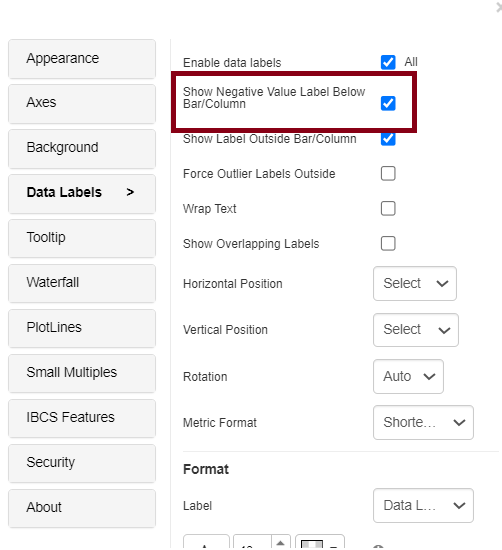 Appearance
Axes
Background
Data Labels >
Tooltip
Waterfall
PlotLines
Small Multiples
IBCS Features
Security
About
Enable data labels All
Show Negative Value Label Below
Bar/Column
Show Label Outside Bar/Column
Force Outlier Labels Outside
Wrap Text
Show Overlapping Labels
Horizontal Position Select
Vertical Position Select
Rotation Auto
Metric Format Shorte...
Format
Label Data L...